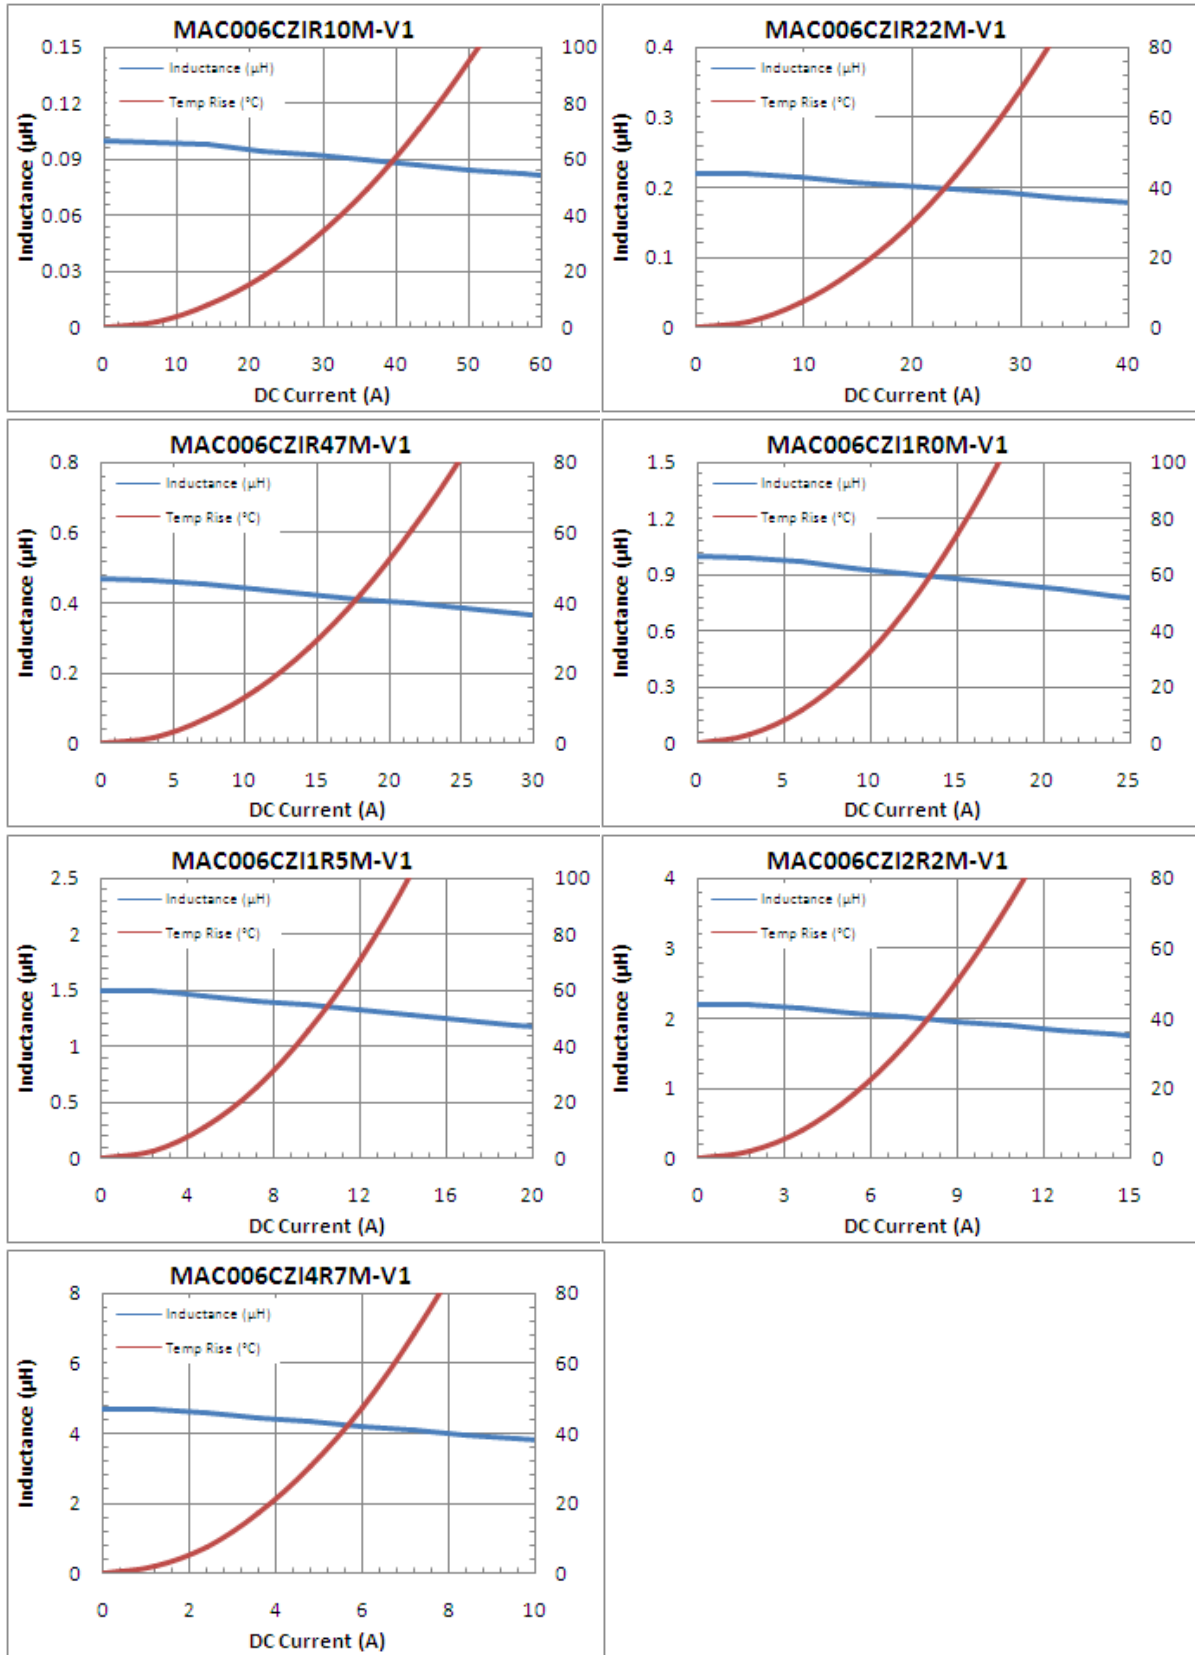 MAC006CZIR10M-V1
Inductance (µH)
Temp Rise (°C)
0.15
0.12
0.09
0.06
0.03
0
100
80
60
40
20
0
0 10 20 30 40 50 60
Inductance (µH)
DC Current (A)
MAC006CZIR22M-V1
Inductance (µH)
Temp Rise (°C)
0.4
0.3
0.2
0.1
0
80
60
40
20
0
0 10 20 30 40
Inductance (µH)
DC Current (A)
MAC006CZIR47M-V1
Inductance (µH)
Temp Rise (°C)
0.8
0.6
0.4
0.2
0
80
60
40
20
0
0 5 10 15 20 25 30
Inductance (µH)
DC Current (A)
MAC006CZI1R0M-V1
Inductance (µH)
Temp Rise (°C)
1.5
1.2
0.9
0.6
0.3
0
100
80
60
40
20
0
0 5 10 15 20 25
Inductance (µH)
DC Current (A)
MAC006CZI1R5M-V1
Inductance (µH)
Temp Rise (°C)
2.5
2
1.5
1
0.5
0
100
80
60
40
20
0
0 4 8 12 16 20
Inductance (µH)
DC Current (A)
MAC006CZI2R2M-V1
Inductance (µH)
Temp Rise (°C)
4
3
2
1
0
80
60
40
20
0
0 3 6 9 12 15
Inductance (µH)
DC Current (A)
MAC006CZI4R7M-V1
Inductance (µH)
Temp Rise (°C)
8
6
4
2
0
80
60
40
20
0
0 2 4 6 8 10
Inductance (µH)
DC Current (A)